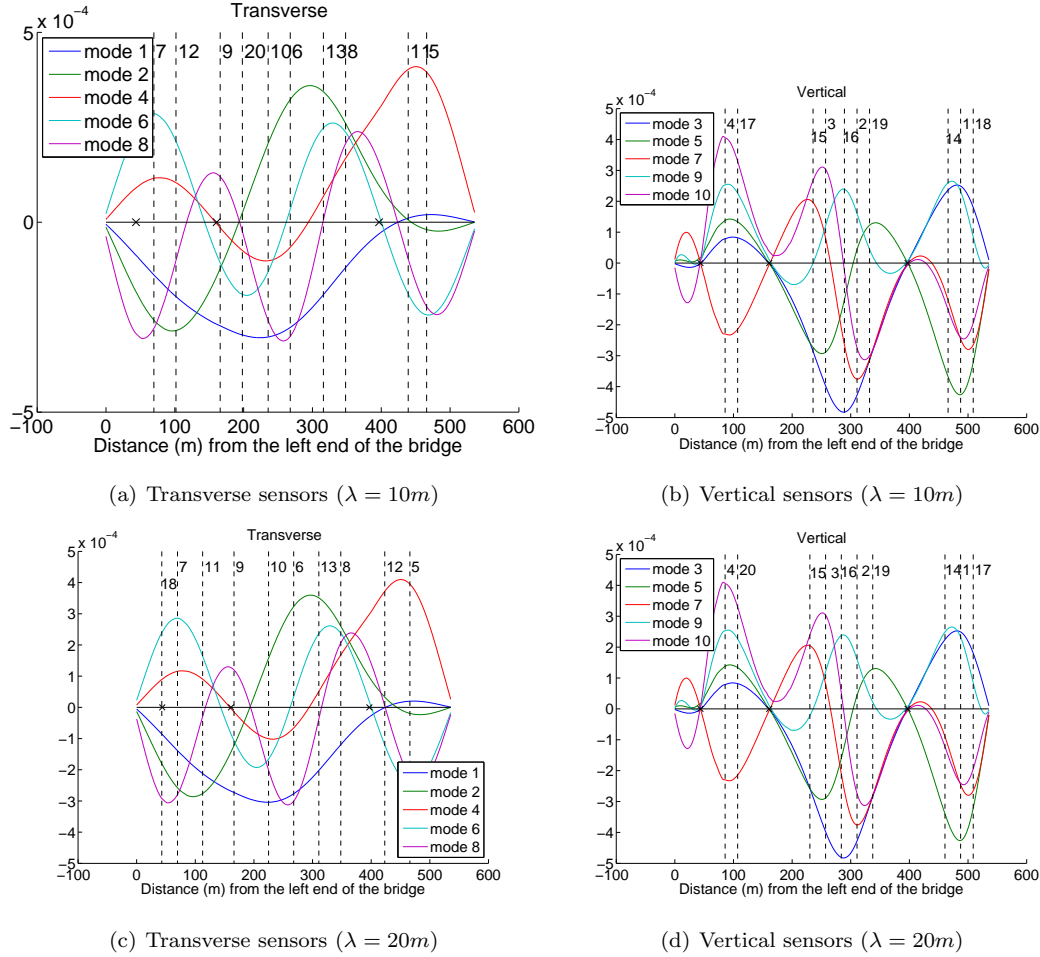 Transverse
x 10⁻⁴
5
0
-5
mode 1
mode 2
mode 4
mode 6
mode 8
7 12 9 20 10 6 13 8 11 5
-100 0 100 200 300 400 500 600
Distance (m) from the left end of the bridge
(a) Transverse sensors (λ = 10m)
Vertical
x 10⁻⁴
5
4
3
2
1
0
-1
-2
-3
-4
-5
mode 3
mode 5
mode 7
mode 9
mode 10
4 17 15 3 16 2 19 14 1 18
-100 0 100 200 300 400 500 600
Distance (m) from the left end of the bridge
(b) Vertical sensors (λ = 10m)
Transverse
x 10⁻⁴
5
4
3
2
1
0
-1
-2
-3
-4
-5
18 7 11 9 10 6 13 8 12 5
mode 1
mode 2
mode 4
mode 6
mode 8
-100 0 100 200 300 400 500 600
Distance (m) from the left end of the bridge
(c) Transverse sensors (λ = 20m)
Vertical
x 10⁻⁴
5
4
3
2
1
0
-1
-2
-3
-4
-5
mode 3
mode 5
mode 7
mode 9
mode 10
4 20 15 3 16 2 19 14 1 17
-100 0 100 200 300 400 500 600
Distance (m) from the left end of the bridge
(d) Vertical sensors (λ = 20m)